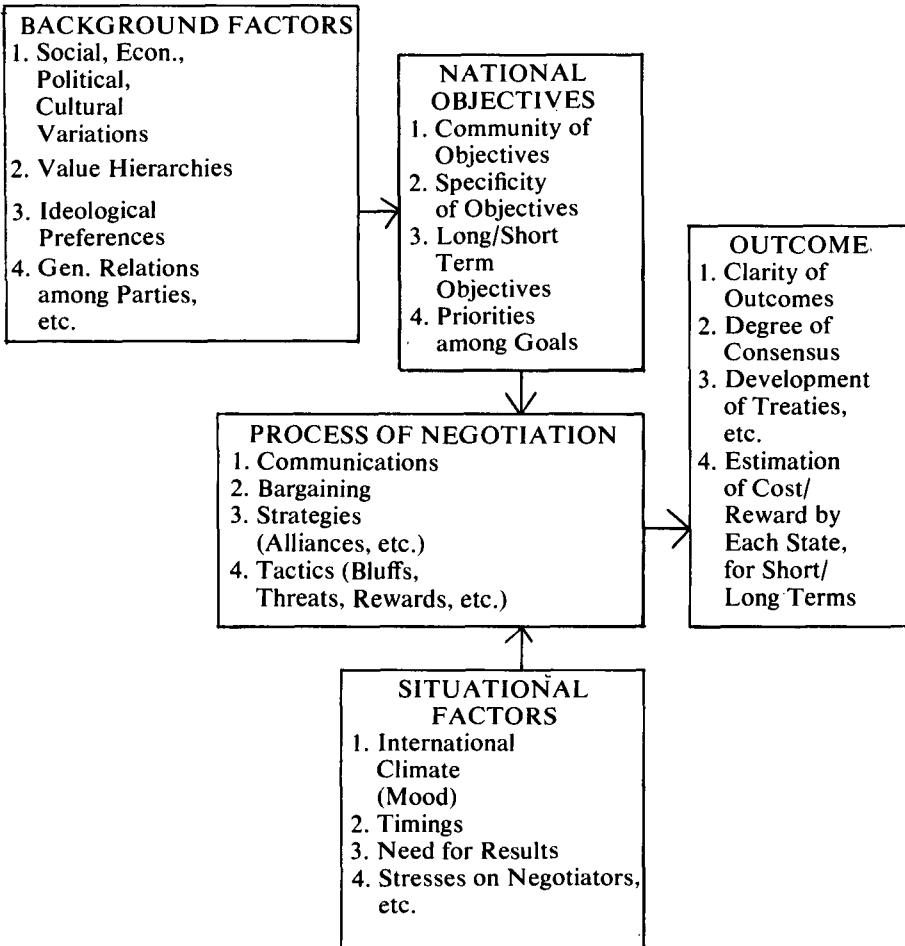 BACKGROUND FACTORS
1. Social, Econ.,
Political,
Cultural
Variations
2. Value Hierarchies
3. Ideological
Preferences
4. Gen. Relations
among Parties,
etc.
NATIONAL
OBJECTIVES
1. Community of
Objectives
2. Specificity
of Objectives
3. Long/Short
Term
Objectives
4. Priorities
among Goals
PROCESS OF NEGOTIATION
1. Communications
2. Bargaining
3. Strategies
(Alliances, etc.)
4. Tactics (Bluffs,
Threats, Rewards, etc.)
OUTCOME
1. Clarity of
Outcomes
2. Degree of
Consensus
3. Development
of Treaties,
etc.
4. Estimation
of Cost/
Reward by
Each State,
for Short/
Long Terms
SITUATIONAL
FACTORS
1. International
Climate
(Mood)
2. Timings
3. Need for Results
4. Stresses on Negotiators,
etc.